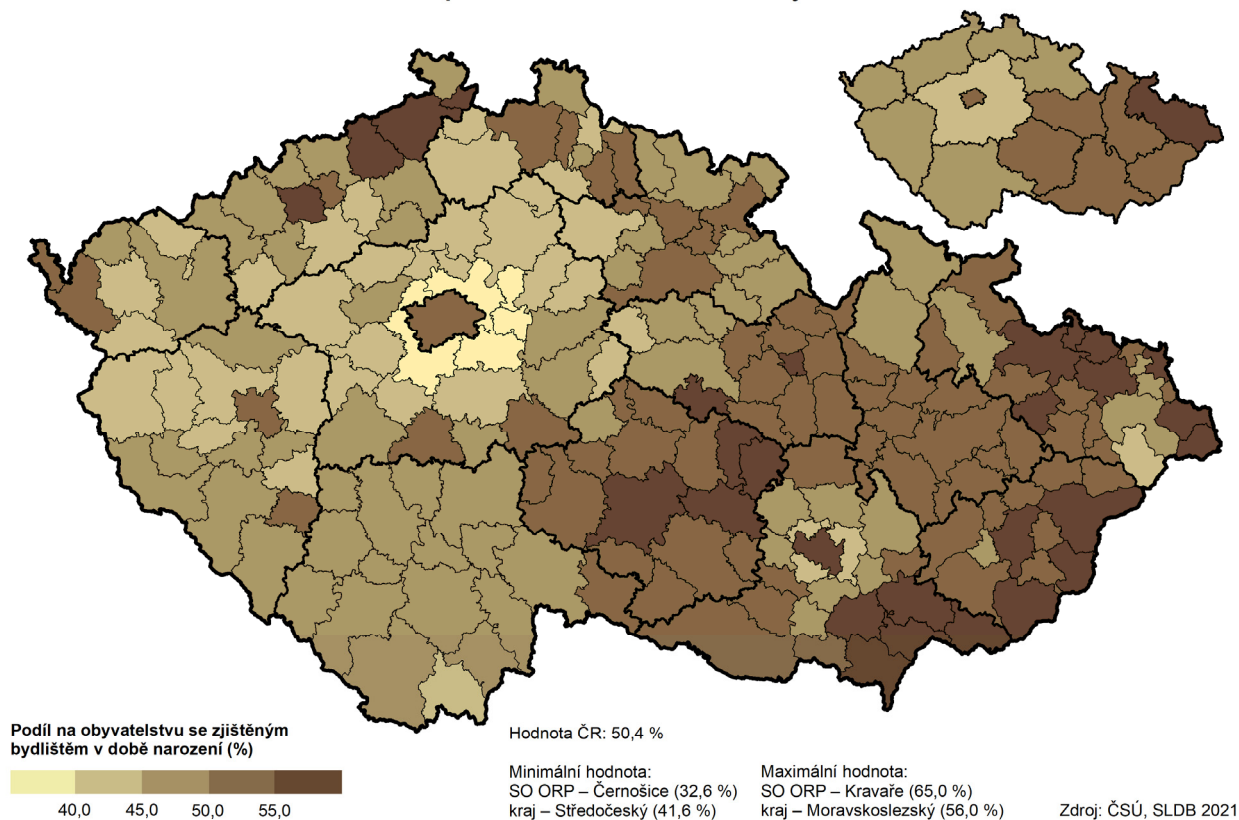 Podíl na obyvatelstvu se zjištěným
bydlištěm v době narození (%)
40,0 45,0 50,0 55,0
Hodnota ČR: 50,4 %
Minimální hodnota:
SO ORP – Černošice (32,6 %)
kraj – Středočeský (41,6 %)
Maximální hodnota:
SO ORP – Kravaře (65,0 %)
kraj – Moravskoslezský (56,0 %)
Zdroj: ČSÚ, SLDB 2021